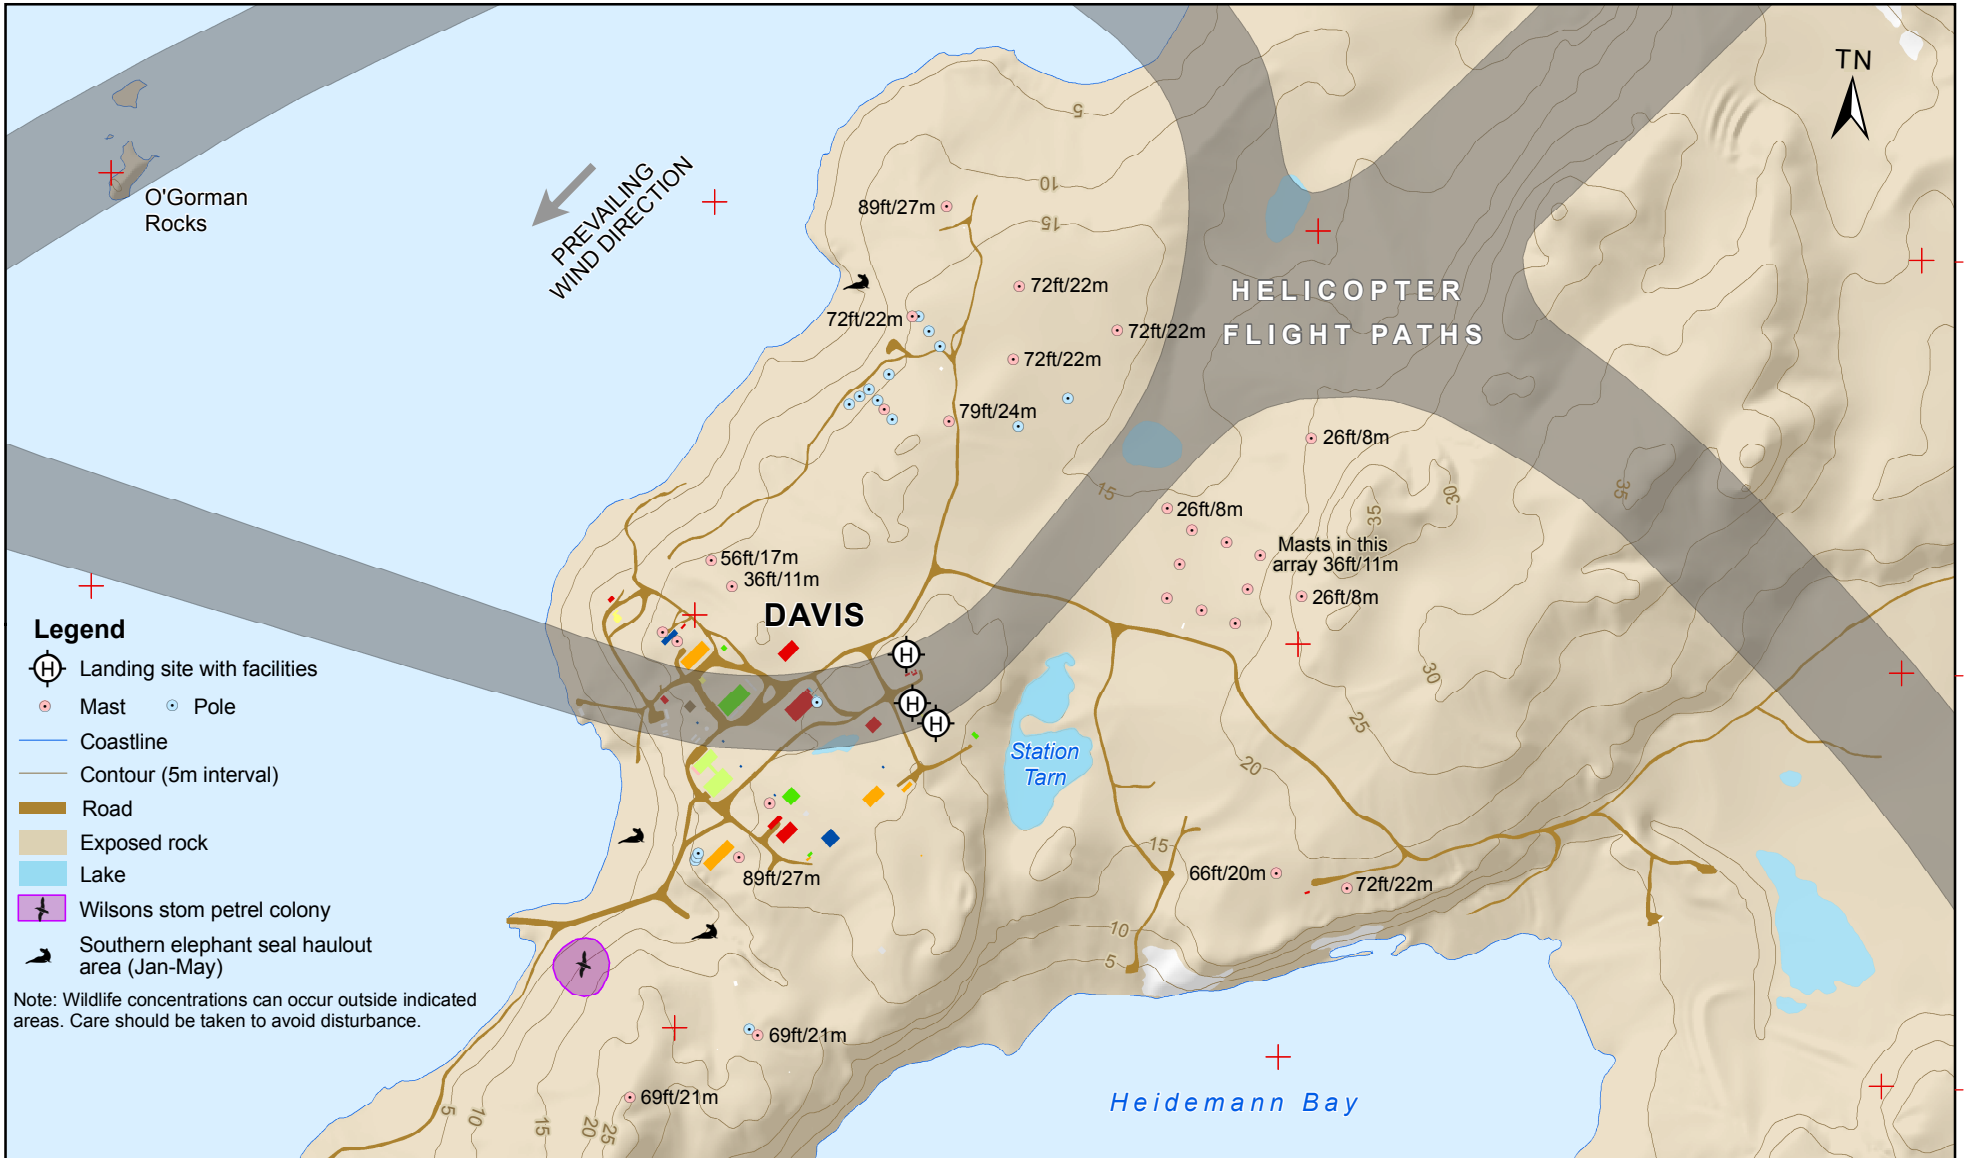 TN
5
10
15
O'Gorman
Rocks
PREVAILING
WIND DIRECTION
89ft/27m
72ft/22m
72ft/22m
72ft/22m
72ft/22m
79ft/24m
HELICOPTER
FLIGHT PATHS
26ft/8m
15
26ft/8m
35
30
35
Masts in this
array 36ft/11m
26ft/8m
56ft/17m
36ft/11m
DAVIS
H
H
H
30
25
20
15
10
5
Station
Tarn
66ft/20m
72ft/22m
89ft/27m
69ft/21m
69ft/21m
5
10
15
20
25
Heidemann Bay
Legend
H
Landing site with facilities
Mast
Pole
Coastline
Contour (5m interval)
Road
Exposed rock
Lake
Wilsons stom petrel colony
Southern elephant seal haulout
area (Jan-May)
Note: Wildlife concentrations can occur outside indicated
areas. Care should be taken to avoid disturbance.